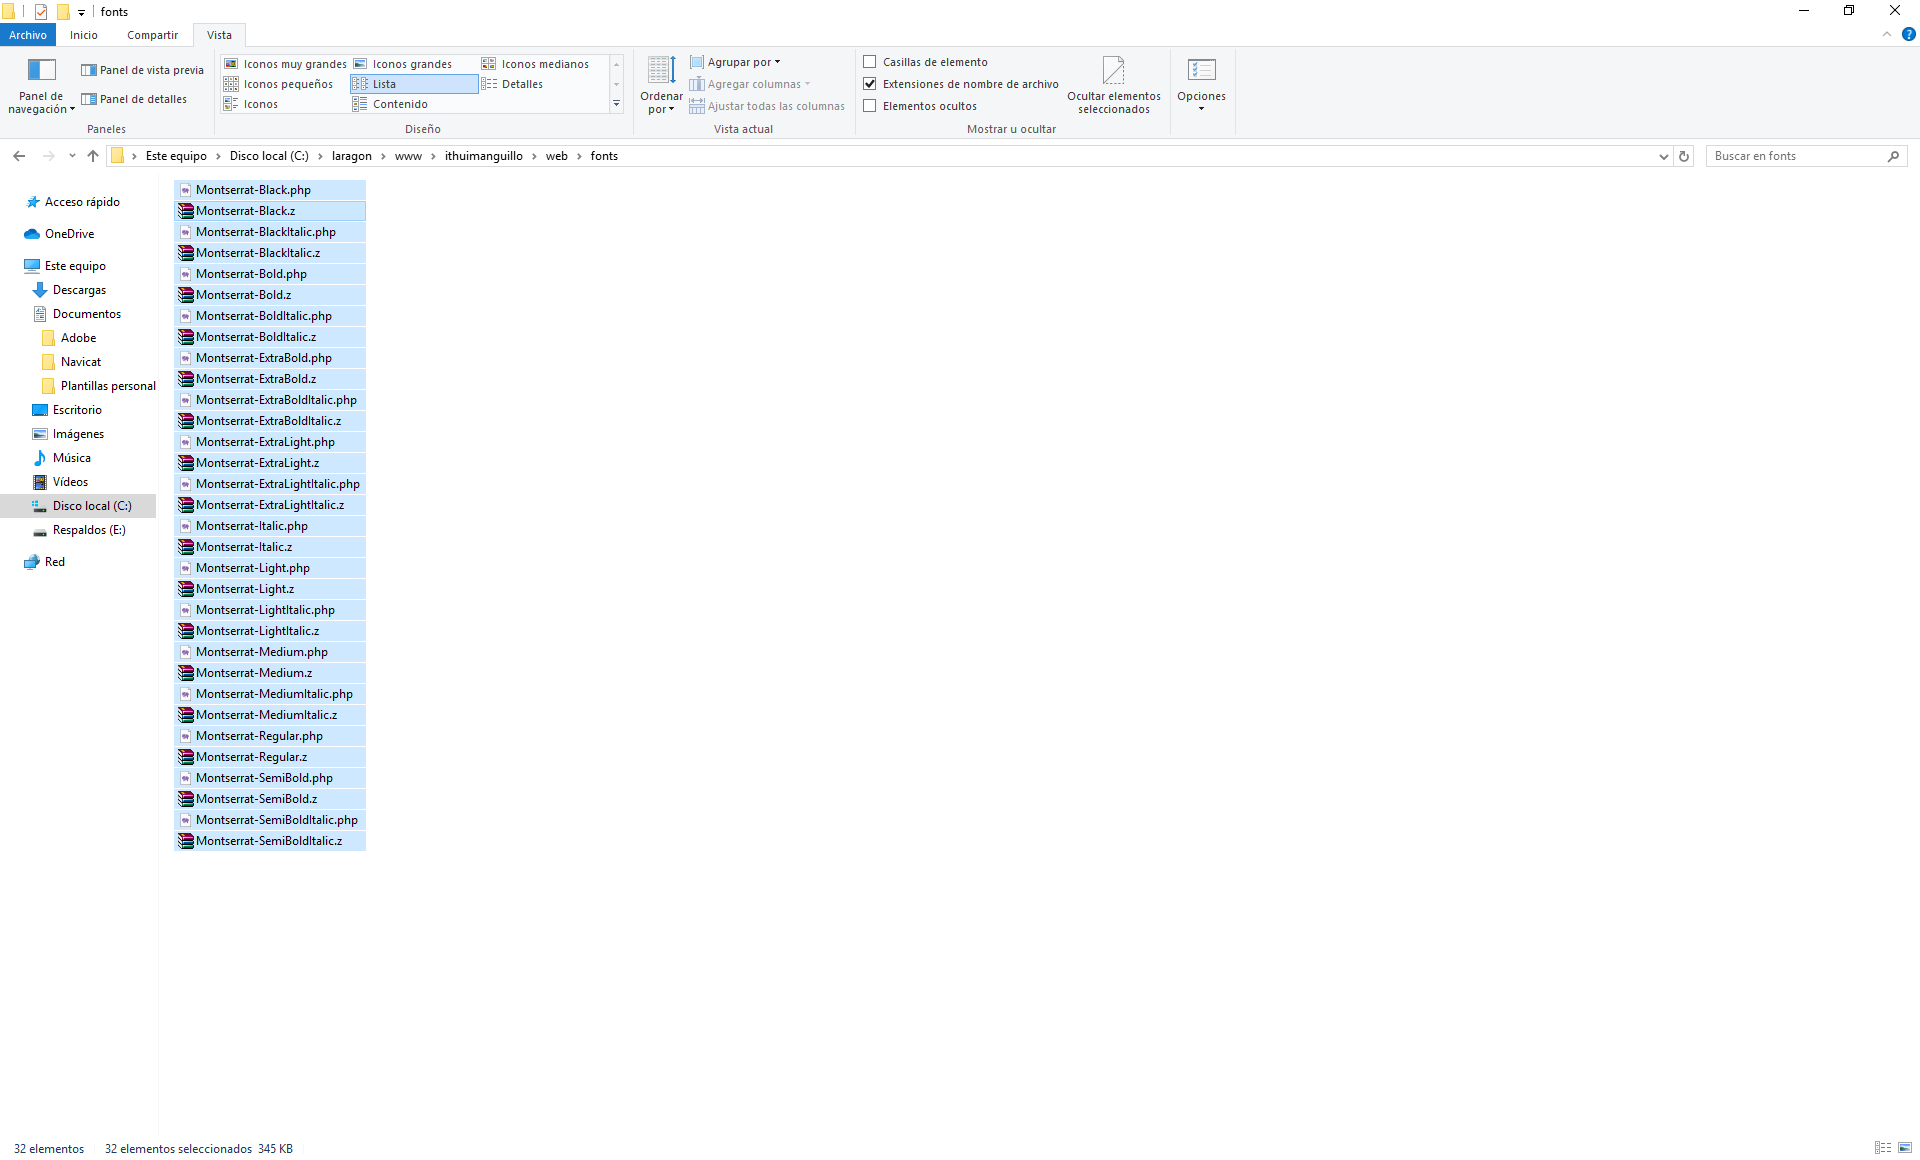 fonts
Archivo Inicio Compartir Vista
Panel de navegación
Panel de vista previa
Panel de detalles
Paneles
Iconos muy grandes Iconos grandes Iconos medianos
Iconos pequeños Lista Detalles
Iconos Contenido
Diseño
Ordenar por
Agrupar por
Agregar columnas
Ajustar todas las columnas
Vista actual
Casillas de elemento
Extensiones de nombre de archivo
Elementos ocultos
Ocultar elementos seleccionados
Mostrar u ocultar
Opciones
Este equipo > Disco local (C:) > laragon > www > ithuimanguillo > web > fonts
Buscar en fonts
Acceso rápido
OneDrive
Este equipo
Descargas
Documentos
Adobe
Navicat
Plantillas personal
Escritorio
Imágenes
Música
Vídeos
Disco local (C:)
Respaldos (E:)
Red
Montserrat-Black.php
Montserrat-Black.z
Montserrat-BlackItalic.php
Montserrat-BlackItalic.z
Montserrat-Bold.php
Montserrat-Bold.z
Montserrat-BoldItalic.php
Montserrat-BoldItalic.z
Montserrat-ExtraBold.php
Montserrat-ExtraBold.z
Montserrat-ExtraBoldItalic.php
Montserrat-ExtraBoldItalic.z
Montserrat-ExtraLight.php
Montserrat-ExtraLight.z
Montserrat-ExtraLightItalic.php
Montserrat-ExtraLightItalic.z
Montserrat-Italic.php
Montserrat-Italic.z
Montserrat-Light.php
Montserrat-Light.z
Montserrat-LightItalic.php
Montserrat-LightItalic.z
Montserrat-Medium.php
Montserrat-Medium.z
Montserrat-MediumItalic.php
Montserrat-MediumItalic.z
Montserrat-Regular.php
Montserrat-Regular.z
Montserrat-SemiBold.php
Montserrat-SemiBold.z
Montserrat-SemiBoldItalic.php
Montserrat-SemiBoldItalic.z
32 elementos 32 elementos seleccionados 345 KB